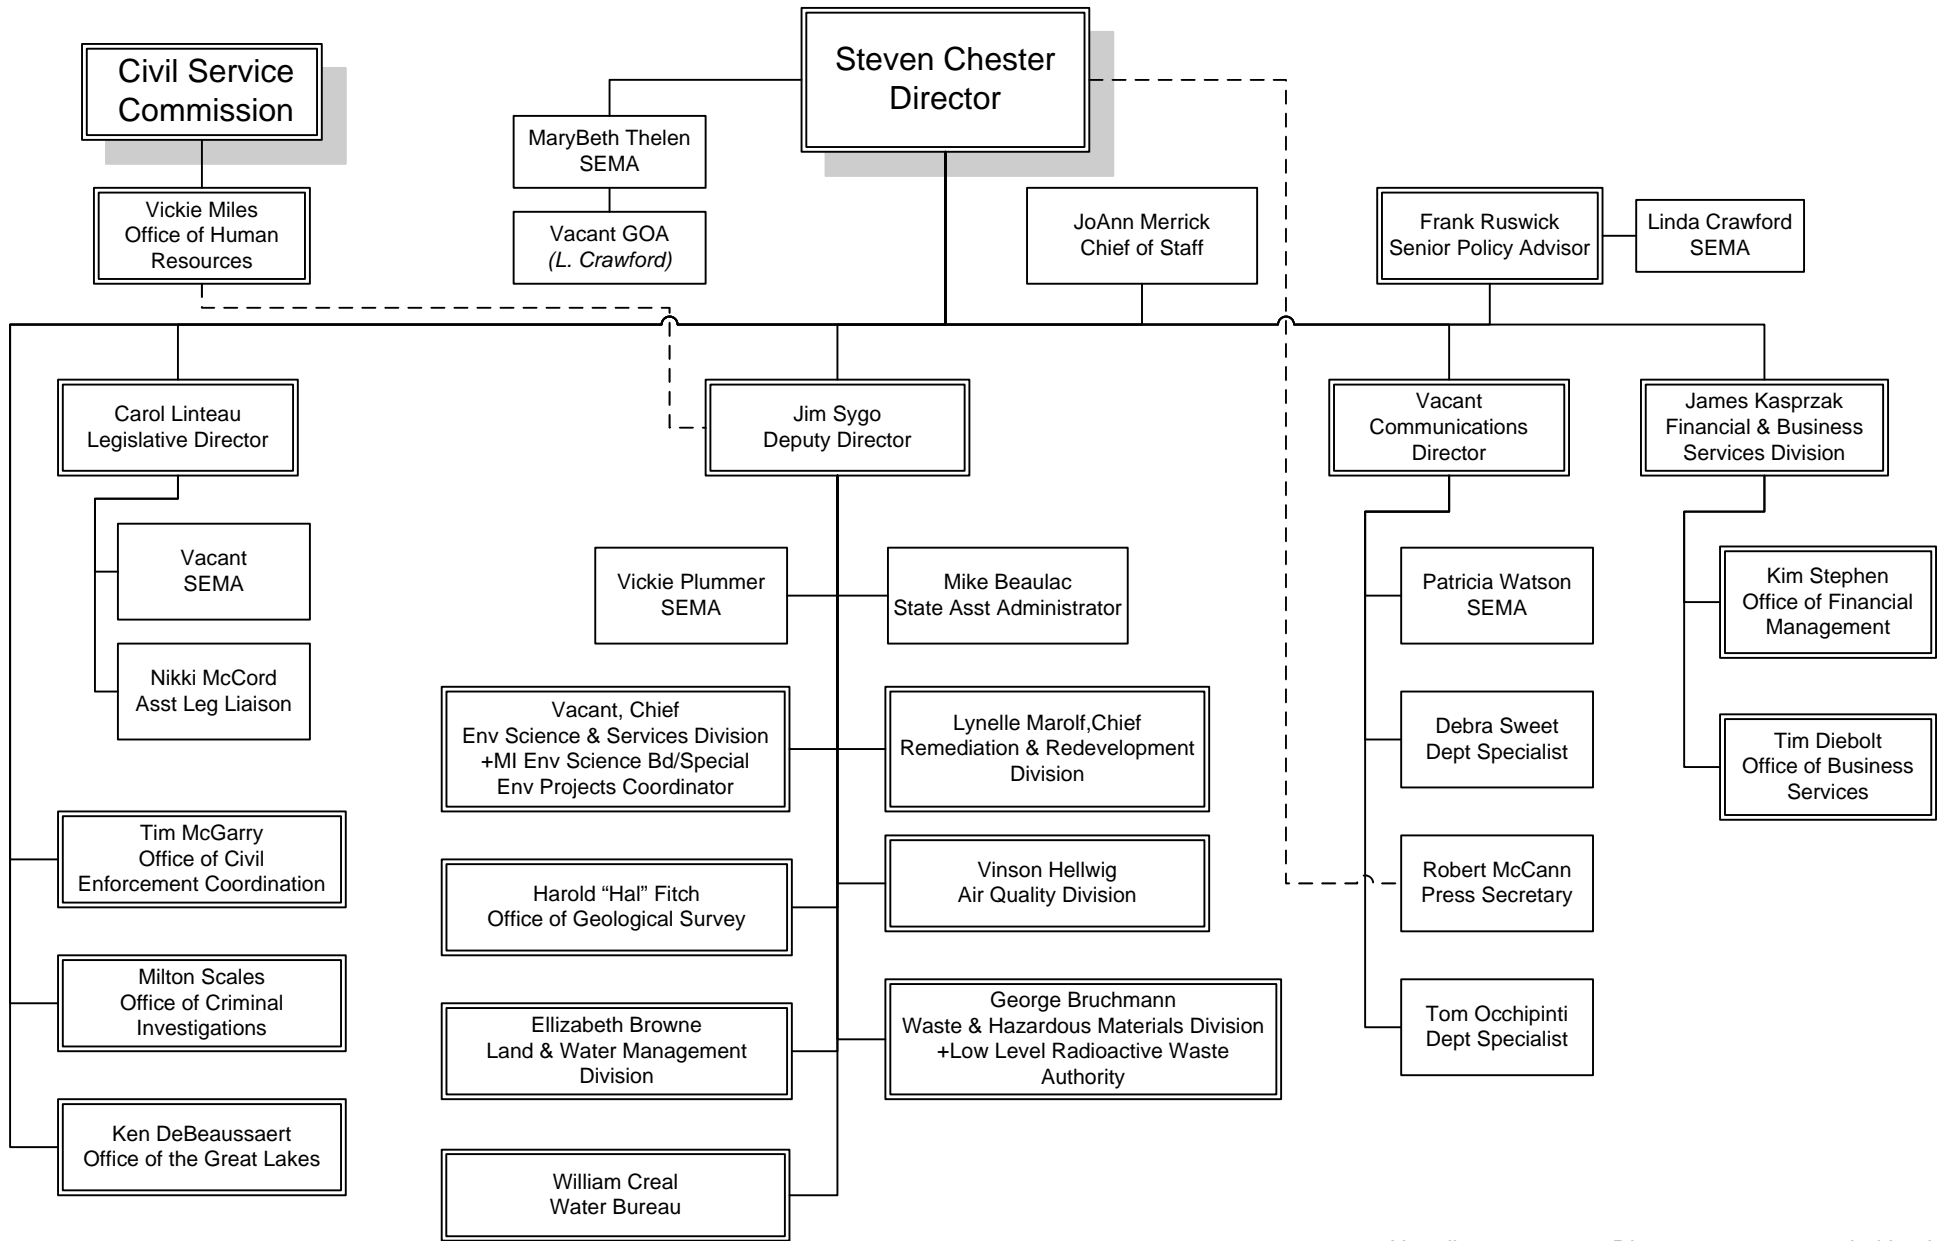 Civil Service
Commission
Steven Chester
Director
MaryBeth Thelen
SEMA
Vickie Miles
Office of Human
Resources
Vacant GOA
(L. Crawford)
JoAnn Merrick
Chief of Staff
Frank Ruswick
Senior Policy Advisor
Linda Crawford
SEMA
Carol Linteau
Legislative Director
Jim Sygo
Deputy Director
Vacant
Communications
Director
James Kasprzak
Financial & Business
Services Division
Vacant
SEMA
Nikki McCord
Asst Leg Liaison
Vickie Plummer
SEMA
Mike Beaulac
State Asst Administrator
Patricia Watson
SEMA
Kim Stephen
Office of Financial
Management
Vacant, Chief
Env Science & Services Division
+MI Env Science Bd/Special
Env Projects Coordinator
Lynelle Marolf,Chief
Remediation & Redevelopment
Division
Debra Sweet
Dept Specialist
Tim Diebolt
Office of Business
Services
Tim McGarry
Office of Civil
Enforcement Coordination
Harold “Hal” Fitch
Office of Geological Survey
Vinson Hellwig
Air Quality Division
Robert McCann
Press Secretary
Milton Scales
Office of Criminal
Investigations
Ellizabeth Browne
Land & Water Management
Division
George Bruchmann
Waste & Hazardous Materials Division
+Low Level Radioactive Waste
Authority
Tom Occhipinti
Dept Specialist
Ken DeBeaussaert
Office of the Great Lakes
William Creal
Water Bureau